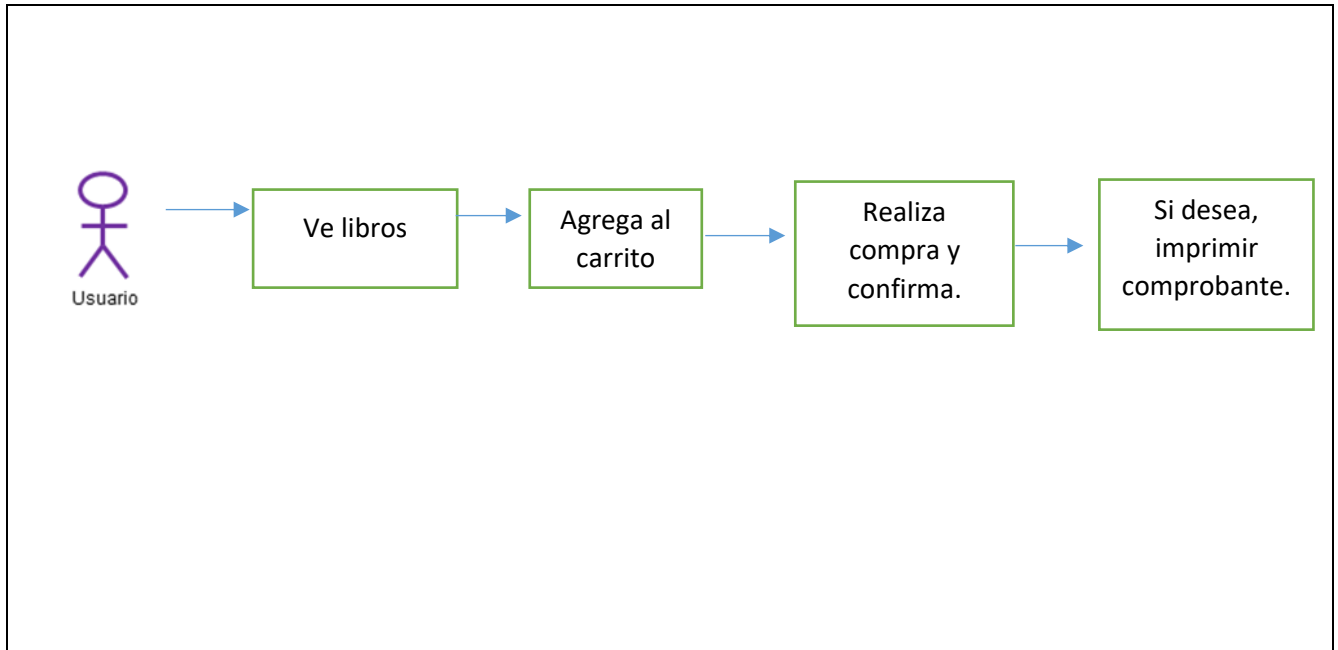 Usuario
Ve libros
Agrega al
carrito
Realiza
compra y
confirma.
Si desea,
imprimir
comprobante.